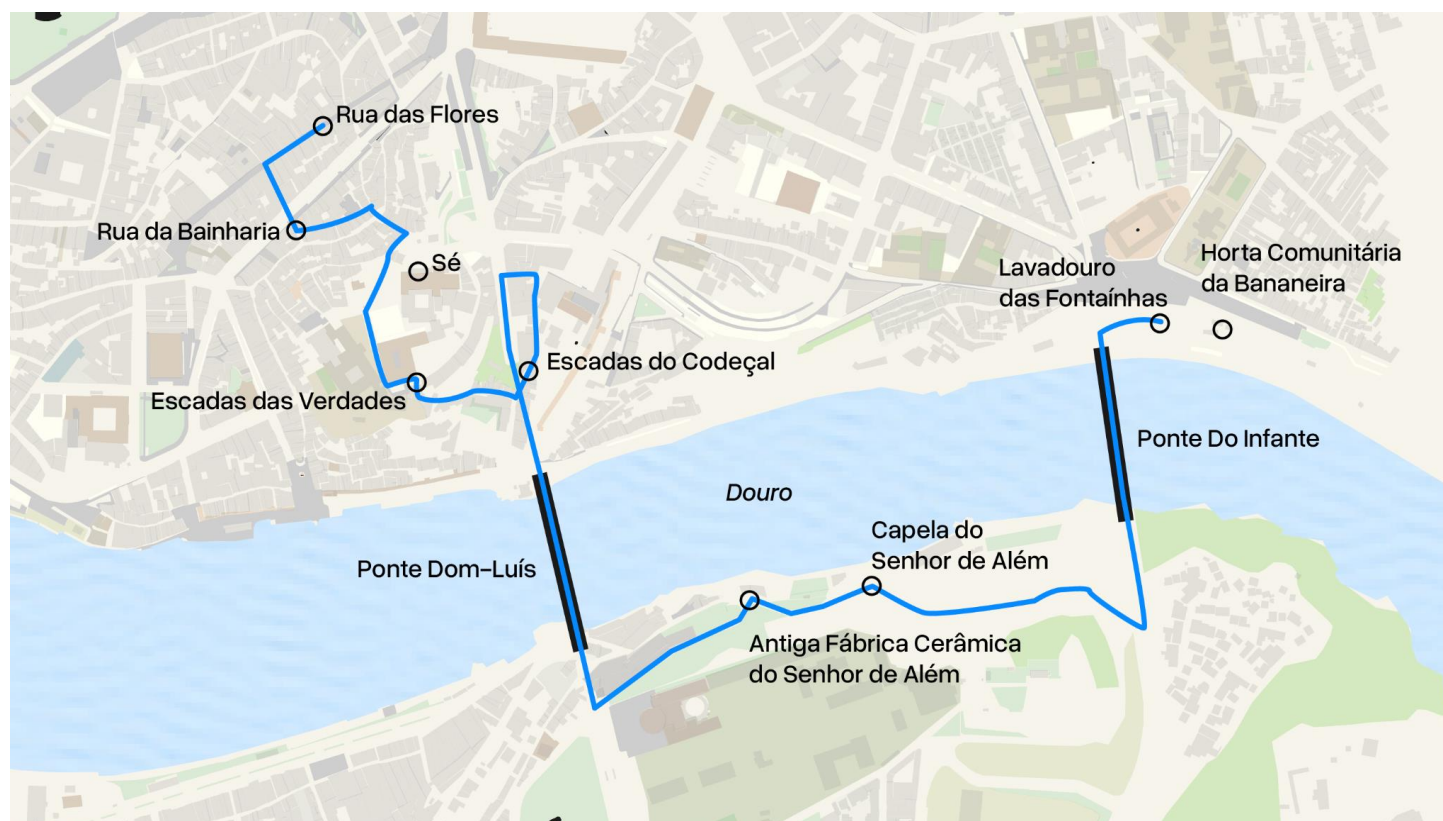 Rua das Flores
Rua da Bainharia
Sé
Horta Comunitária
da Bananeira
Lavadouro
das Fontaínhas
Escadas do Codeçal
Escadas das Verdades
Ponte Do Infante
Douro
Capela do
Senhor de Além
Ponte Dom-Luís
Antiga Fábrica Cerâmica
do Senhor de Além